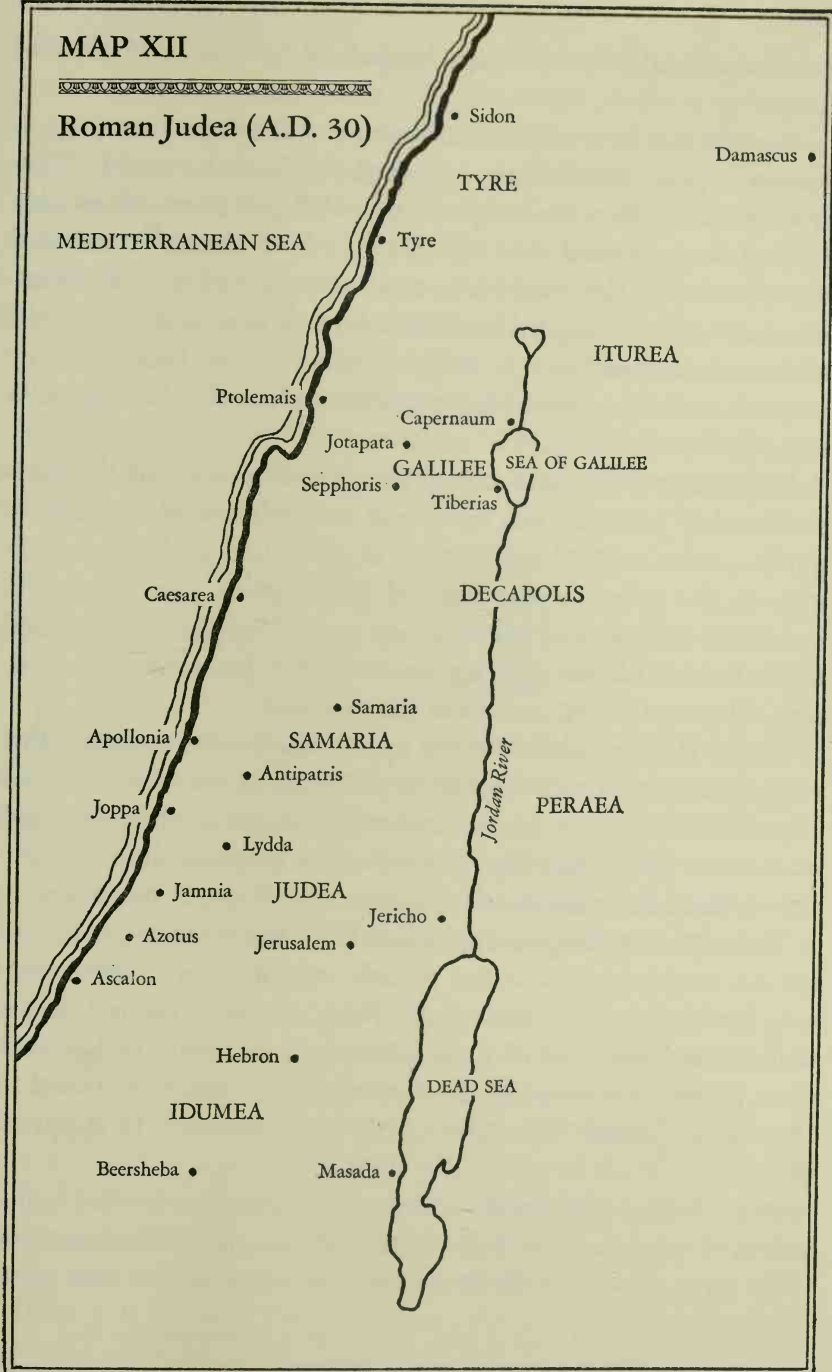 MAP XII
Roman Judea (A.D. 30)
Sidon
Damascus
TYRE
MEDITERRANEAN SEA
Tyre
ITUREA
Ptolemais
Capernaum
Jotapata
GALILEE
SEA OF GALILEE
Sepphoris
Tiberias
Caesarea
DECAPOLIS
Samaria
Apollonia
SAMARIA
Antipatris
Jordan River
Joppa
PERAEA
Lydda
Jamnia
JUDEA
Jericho
Azotus
Jerusalem
Ascalon
Hebron
DEAD SEA
IDUMEA
Beersheba
Masada